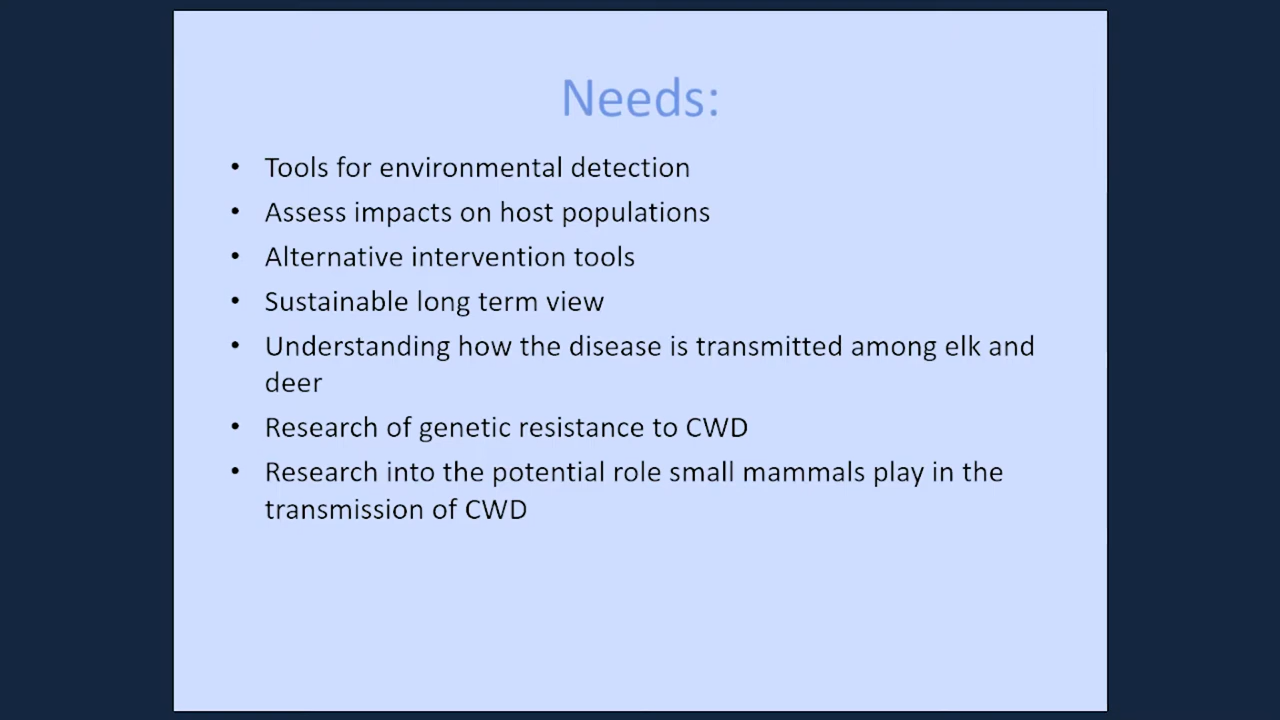 Needs:
• Tools for environmental detection
• Assess impacts on host populations
• Alternative intervention tools
• Sustainable long term view
• Understanding how the disease is transmitted among elk and
deer
• Research of genetic resistance to CWD
• Research into the potential role small mammals play in the
transmission of CWD